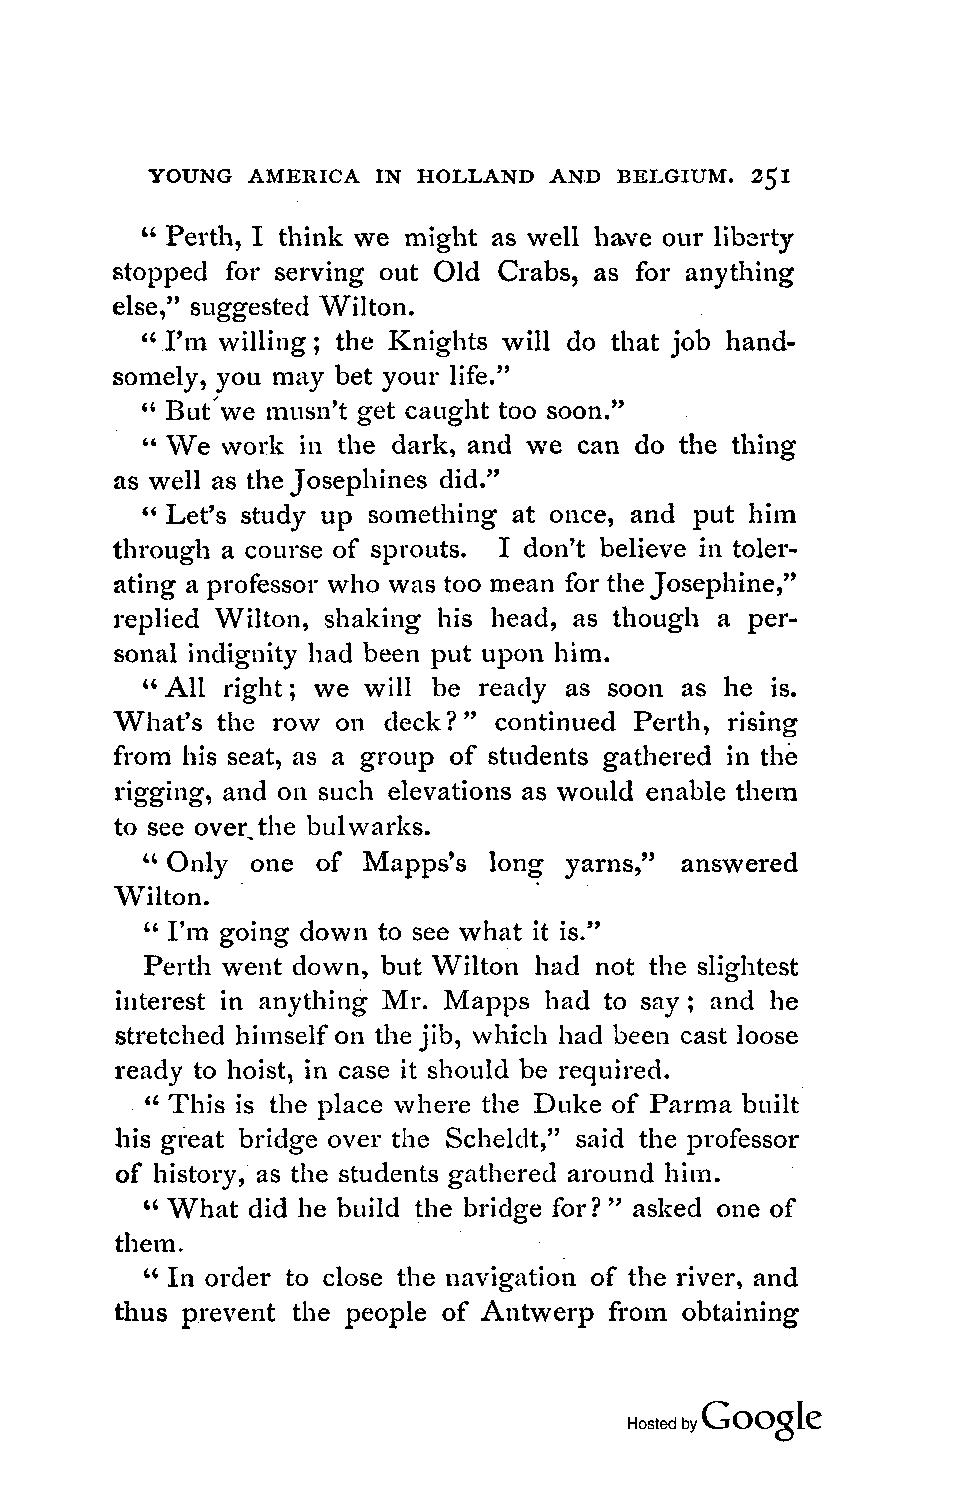 YOUNG AMERICA IN HOLLAND AND BELGIUM. 251
“ Perth, I think we might as well have our liberty
stopped for serving out Old Crabs, as for anything
else,” suggested Wilton.
“ I’m willing ; the Knights will do that job hand-
somely, you may bet your life.”
“ But we musn’t get caught too soon.”
“ We work in the dark, and we can do the thing
as well as the Josephines did.”
“ Let’s study up something at once, and put him
through a course of sprouts. I don’t believe in toler-
ating a professor who was too mean for the Josephine,”
replied Wilton, shaking his head, as though a per-
sonal indignity had been put upon him.
“ All right ; we will be ready as soon as he is.
What’s the row on deck ? ” continued Perth, rising
from his seat, as a group of students gathered in the
rigging, and on such elevations as would enable them
to see over the bulwarks.
“ Only one of Mapps’s long yarns,” answered
Wilton.
“ I’m going down to see what it is.”
Perth went down, but Wilton had not the slightest
interest in anything Mr. Mapps had to say ; and he
stretched himself on the jib, which had been cast loose
ready to hoist, in case it should be required.
“ This is the place where the Duke of Parma built
his great bridge over the Scheldt,” said the professor
of history, as the students gathered around him.
“ What did he build the bridge for ? ” asked one of
them.
“ In order to close the navigation of the river, and
thus prevent the people of Antwerp from obtaining
Hosted by Google